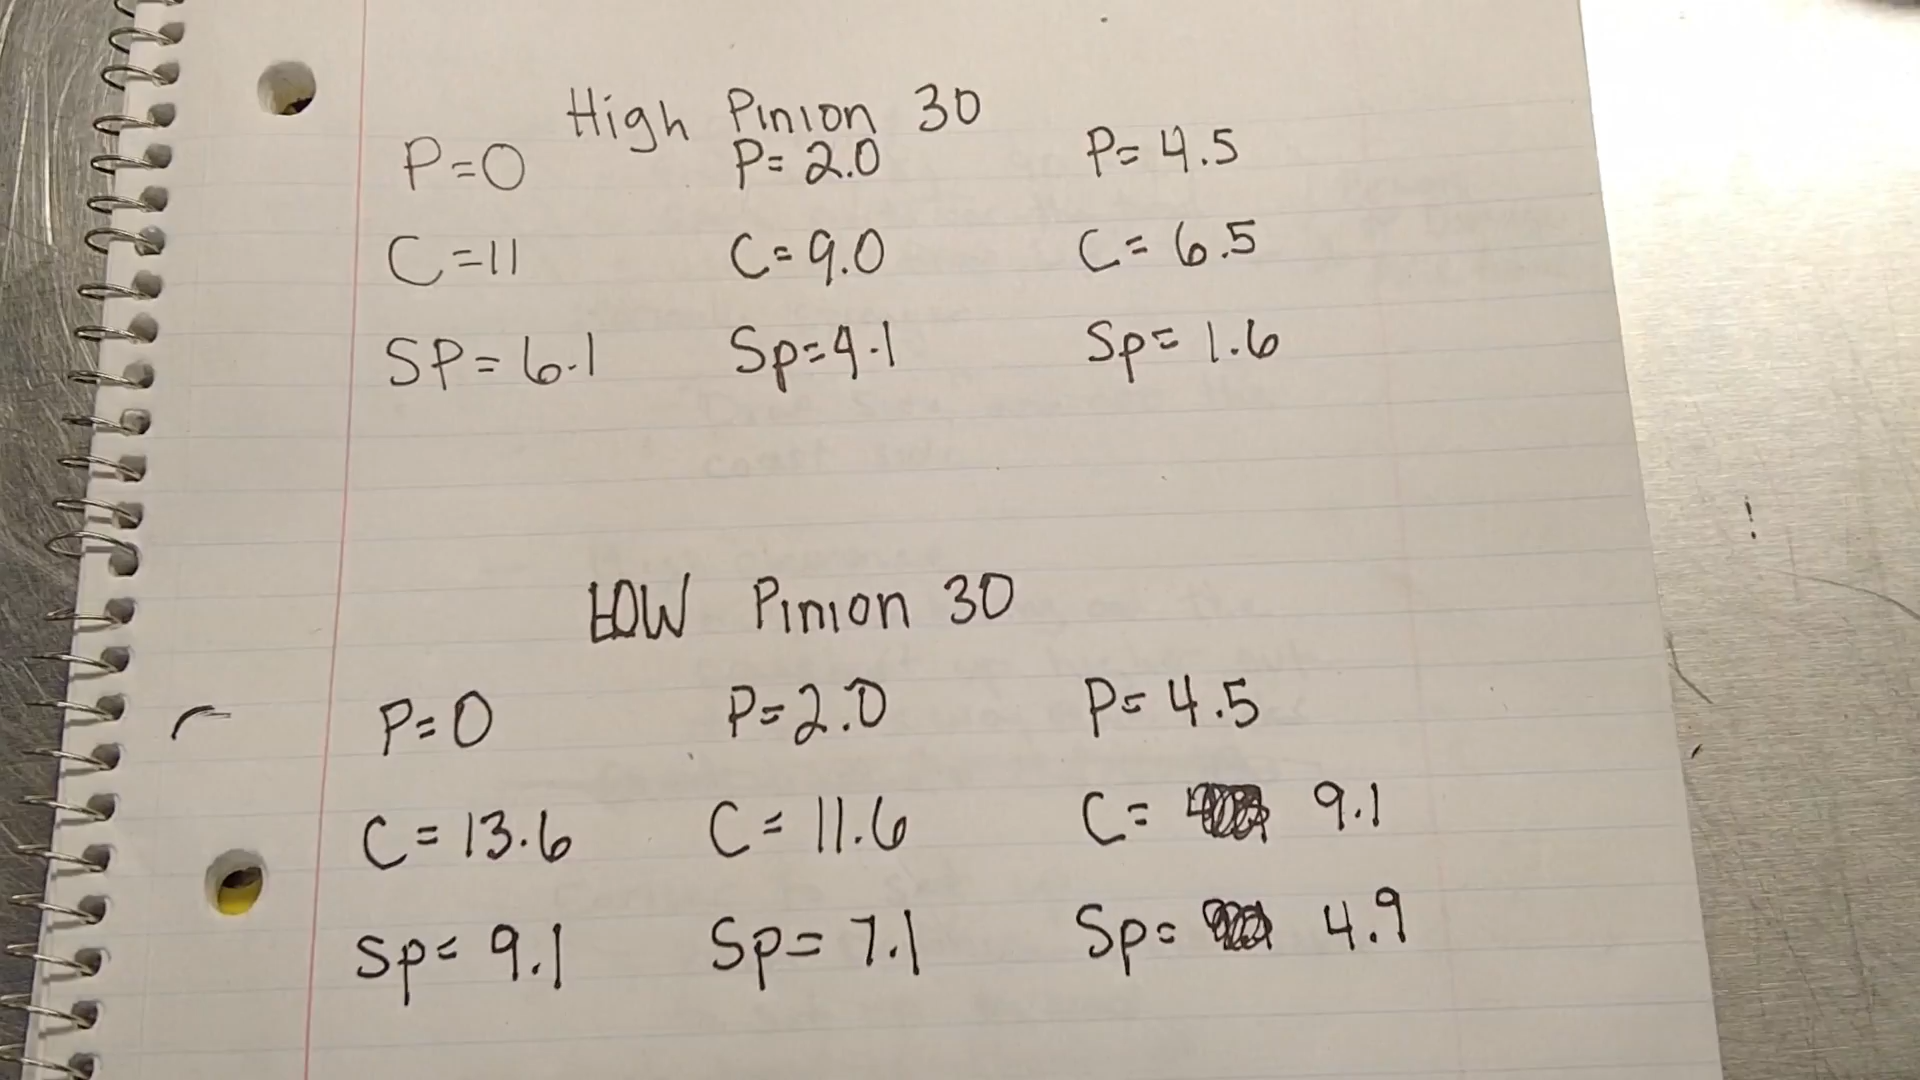 High Pinion 30
P=0 P=2.0 P=4.5
C=11 C=9.0 C=6.5
SP=6.1 Sp=4.1 Sp=1.6
LOW Pinion 30
P=0 P=2.0 P=4.5
C=13.6 C=11.6 C= 9.1
Sp=9.1 Sp=7.1 Sp= 4.9